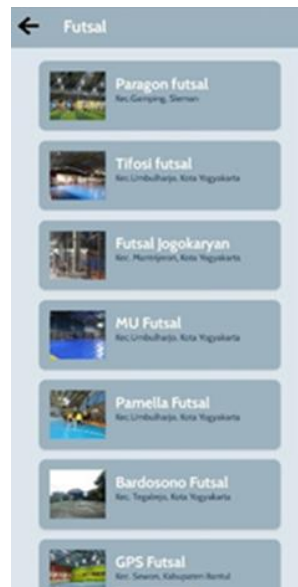 Futsal
Paragon futsal
Kec.Gamping, Sleman
Tifosi futsal
Kec.Umbulharjo, Kota Yogyakarta
Futsal Jogokaryan
Kec. Mantrijeron, Kota Yogyakarta
MU Futsal
Kec.Umbulharjo, Kota Yogyakarta
Pamella Futsal
Kec.Umbulharjo, Kota Yogyakarta
Bardosono Futsal
Kec. Tegalrejo, Kota Yogyakarta
GPS Futsal
Kec. Sewon, Kabupaten Bantul